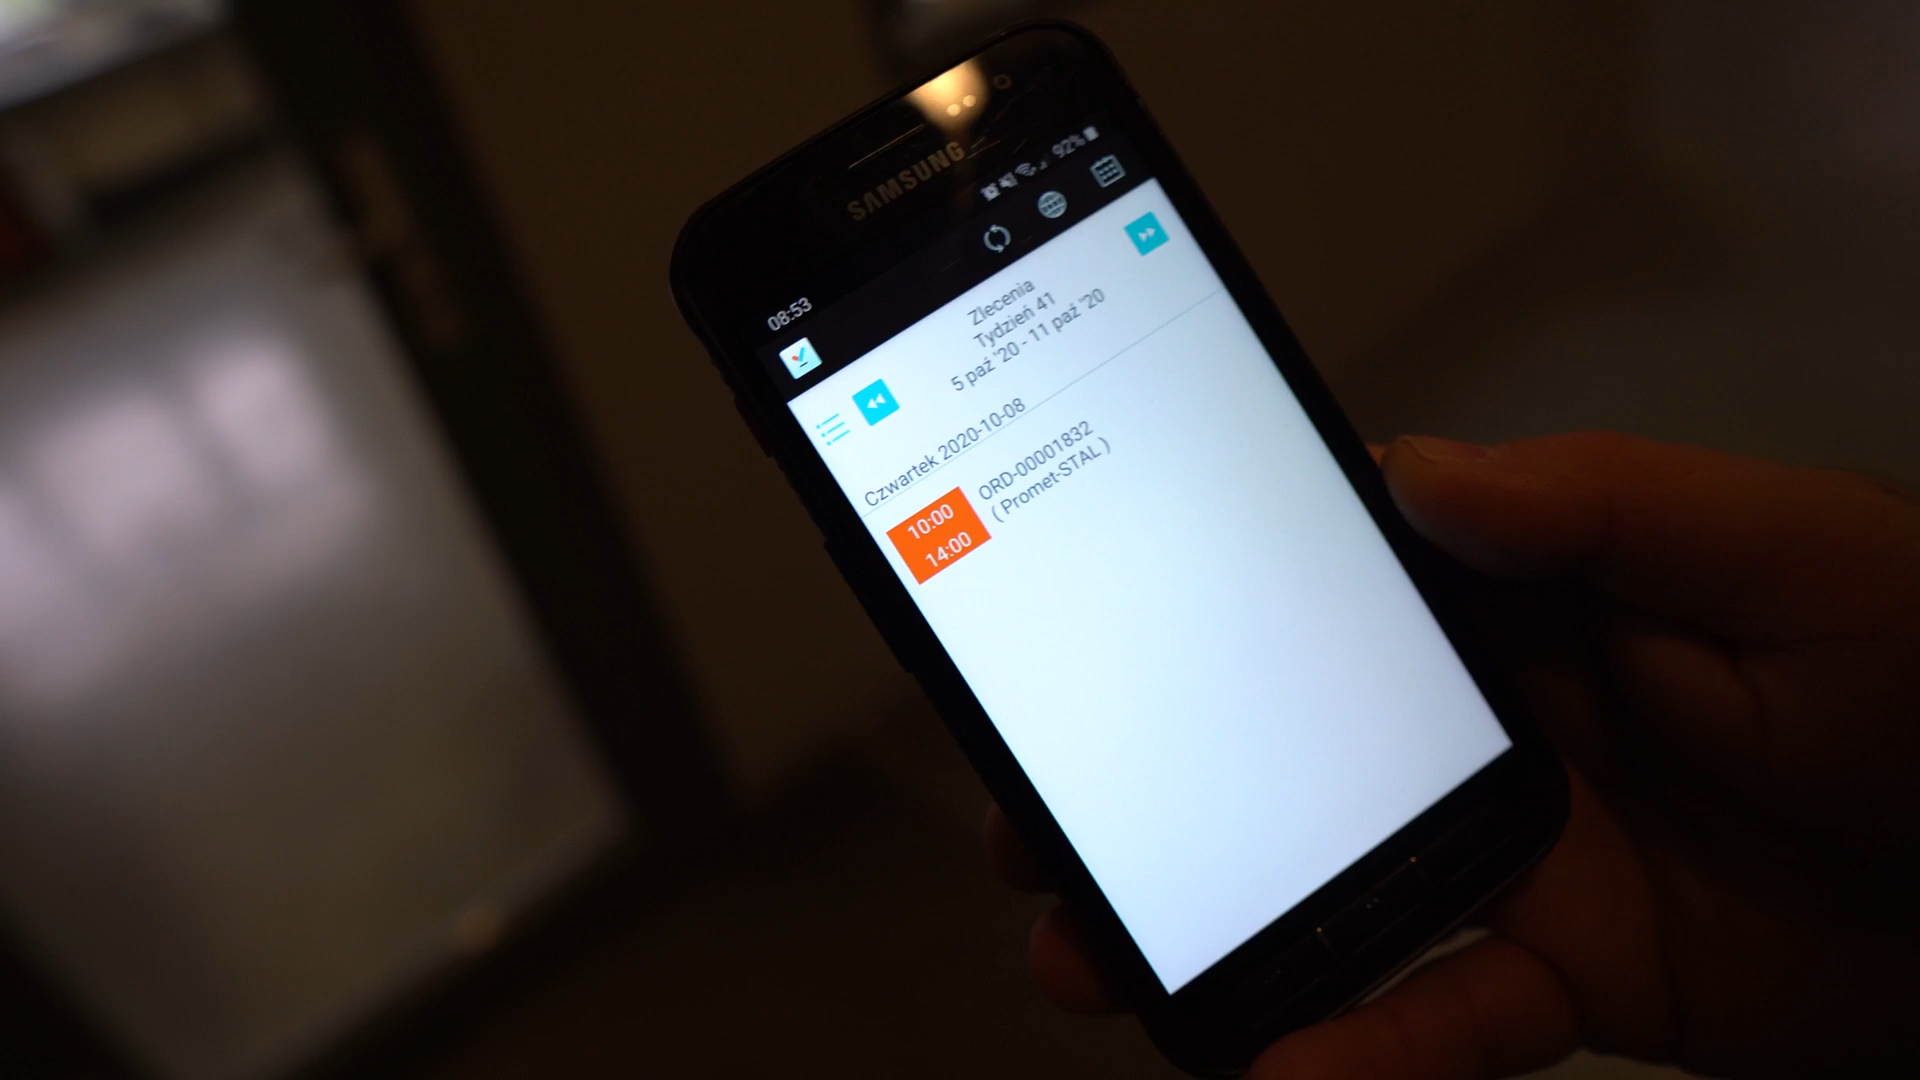 SAMSUNG
92%
08:53
Zlecenia
Tydzień 41
5 paź '20 - 11 paź '20
Czwartek 2020-10-08
10:00
14:00
ORD-00001832
( Promet-STAL )